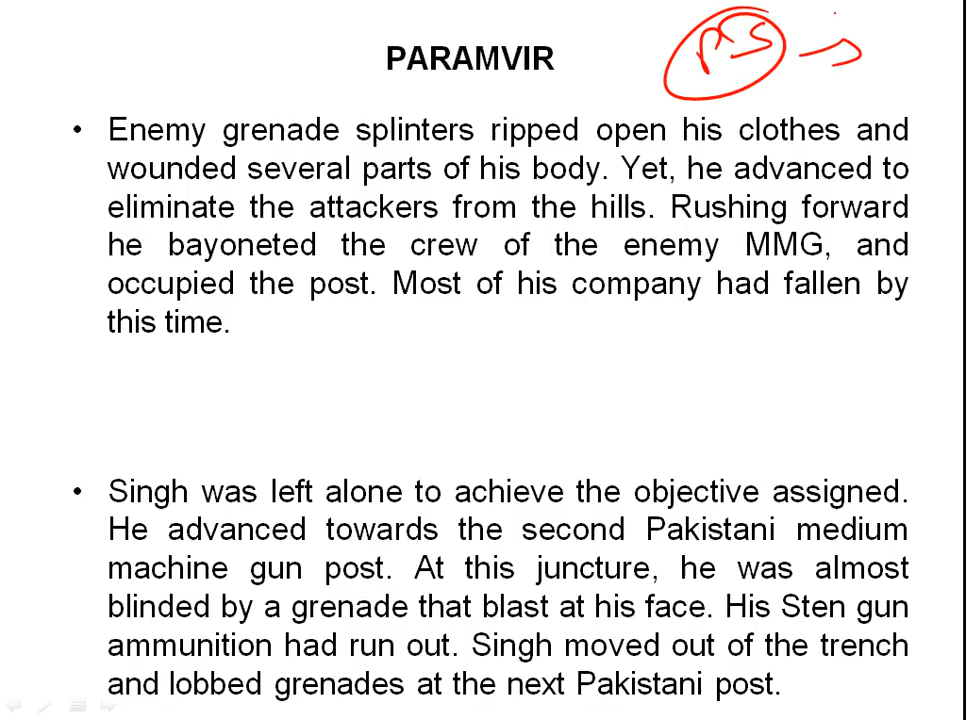 PARAMVIR
PS
• Enemy grenade splinters ripped open his clothes and
wounded several parts of his body. Yet, he advanced to
eliminate the attackers from the hills. Rushing forward
he bayoneted the crew of the enemy MMG, and
occupied the post. Most of his company had fallen by
this time.
• Singh was left alone to achieve the objective assigned.
He advanced towards the second Pakistani medium
machine gun post. At this juncture, he was almost
blinded by a grenade that blast at his face. His Sten gun
ammunition had run out. Singh moved out of the trench
and lobbed grenades at the next Pakistani post.